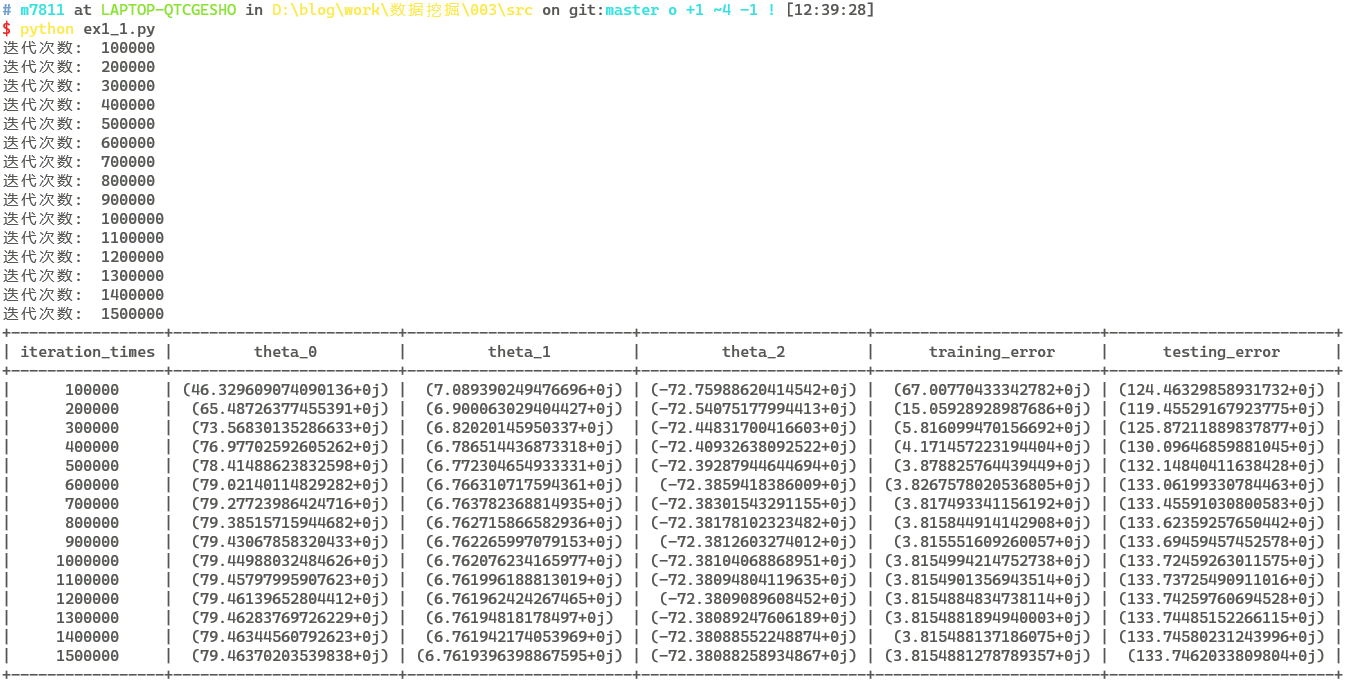 # m7811 at LAPTOP-QTCGESHO in D:\blog\work\数据挖掘\003\src on git:master o +1 ~4 -1 ! [12:39:28]
$ python ex1_1.py
迭代次数:  100000
迭代次数:  200000
迭代次数:  300000
迭代次数:  400000
迭代次数:  500000
迭代次数:  600000
迭代次数:  700000
迭代次数:  800000
迭代次数:  900000
迭代次数:  1000000
迭代次数:  1100000
迭代次数:  1200000
迭代次数:  1300000
迭代次数:  1400000
迭代次数:  1500000
| iteration_times | theta_0 | theta_1 | theta_2 | training_error | testing_error |
| 100000 | (46.329609074090136+0j) | (7.089390249476696+0j) | (-72.75988620414542+0j) | (67.00770433342782+0j) | (124.46329858931732+0j) |
| 200000 | (65.48726377455391+0j) | (6.900063029404427+0j) | (-72.54075177994413+0j) | (15.05928928987686+0j) | (119.45529167923775+0j) |
| 300000 | (73.56830135286633+0j) | (6.82020145950337+0j) | (-72.44831700416603+0j) | (5.816099470156692+0j) | (125.87211889837877+0j) |
| 400000 | (76.97702592605262+0j) | (6.786514436873318+0j) | (-72.40932638092522+0j) | (4.171457223194404+0j) | (130.09646859881045+0j) |
| 500000 | (78.41488623832598+0j) | (6.772304654933331+0j) | (-72.39287944644694+0j) | (3.878825764439449+0j) | (132.14840411638428+0j) |
| 600000 | (79.02140114829282+0j) | (6.766310717594361+0j) | (-72.3859418386009+0j) | (3.8267578020536805+0j) | (133.06199330784463+0j) |
| 700000 | (79.27723986424716+0j) | (6.763782368814935+0j) | (-72.38301543291155+0j) | (3.817493341156192+0j) | (133.45591030800583+0j) |
| 800000 | (79.38515715944682+0j) | (6.762715866582936+0j) | (-72.38178102323482+0j) | (3.815844914142908+0j) | (133.62359257650442+0j) |
| 900000 | (79.43067858320433+0j) | (6.762265997079153+0j) | (-72.3812603274012+0j) | (3.815551609260057+0j) | (133.69459457452578+0j) |
| 1000000 | (79.44988032484626+0j) | (6.762076234165977+0j) | (-72.38104068868951+0j) | (3.8154994214752738+0j) | (133.72459263011575+0j) |
| 1100000 | (79.45797995907623+0j) | (6.761996188813019+0j) | (-72.38094804119635+0j) | (3.8154901356943514+0j) | (133.73725490911016+0j) |
| 1200000 | (79.46139652804412+0j) | (6.761962424267465+0j) | (-72.3809089608452+0j) | (3.8154884834738114+0j) | (133.74259760694528+0j) |
| 1300000 | (79.46283769726229+0j) | (6.76194818178497+0j) | (-72.38089247606189+0j) | (3.8154881894940003+0j) | (133.74485152266115+0j) |
| 1400000 | (79.46344560792623+0j) | (6.761942174053969+0j) | (-72.38088552248874+0j) | (3.815488137186075+0j) | (133.74580231243996+0j) |
| 1500000 | (79.46370203539838+0j) | (6.7619396398867595+0j) | (-72.38088258934867+0j) | (3.8154881278789357+0j) | (133.7462033809804+0j) |